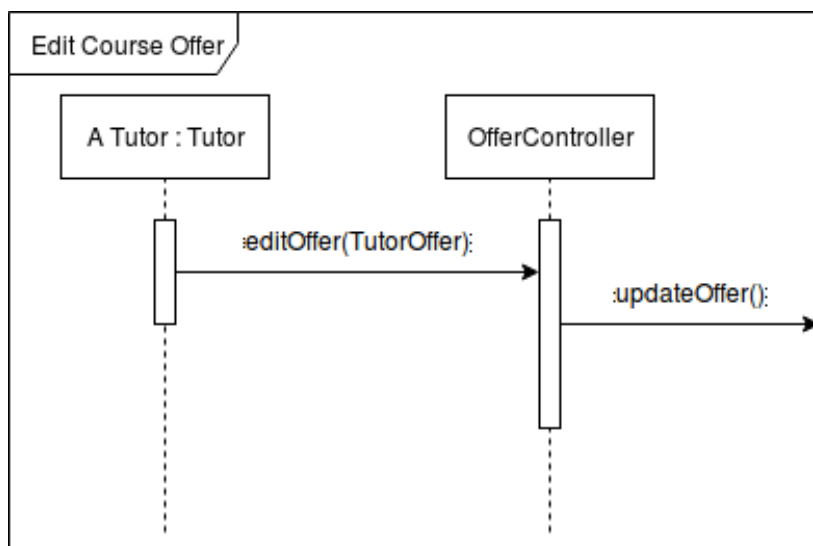 Edit Course Offer
A Tutor : Tutor
OfferController
editOffer(TutorOffer)
updateOffer()